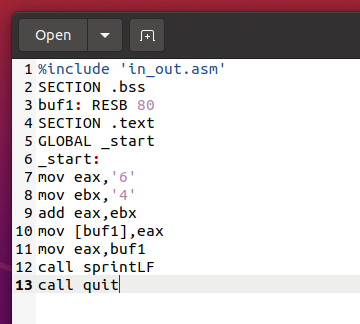 Open
1 %include 'in_out.asm'
2 SECTION .bss
3 buf1: RESB 80
4 SECTION .text
5 GLOBAL _start
6 _start:
7 mov eax,'6'
8 mov ebx,'4'
9 add eax,ebx
10 mov [buf1],eax
11 mov eax,buf1
12 call sprintLF
13 call quit